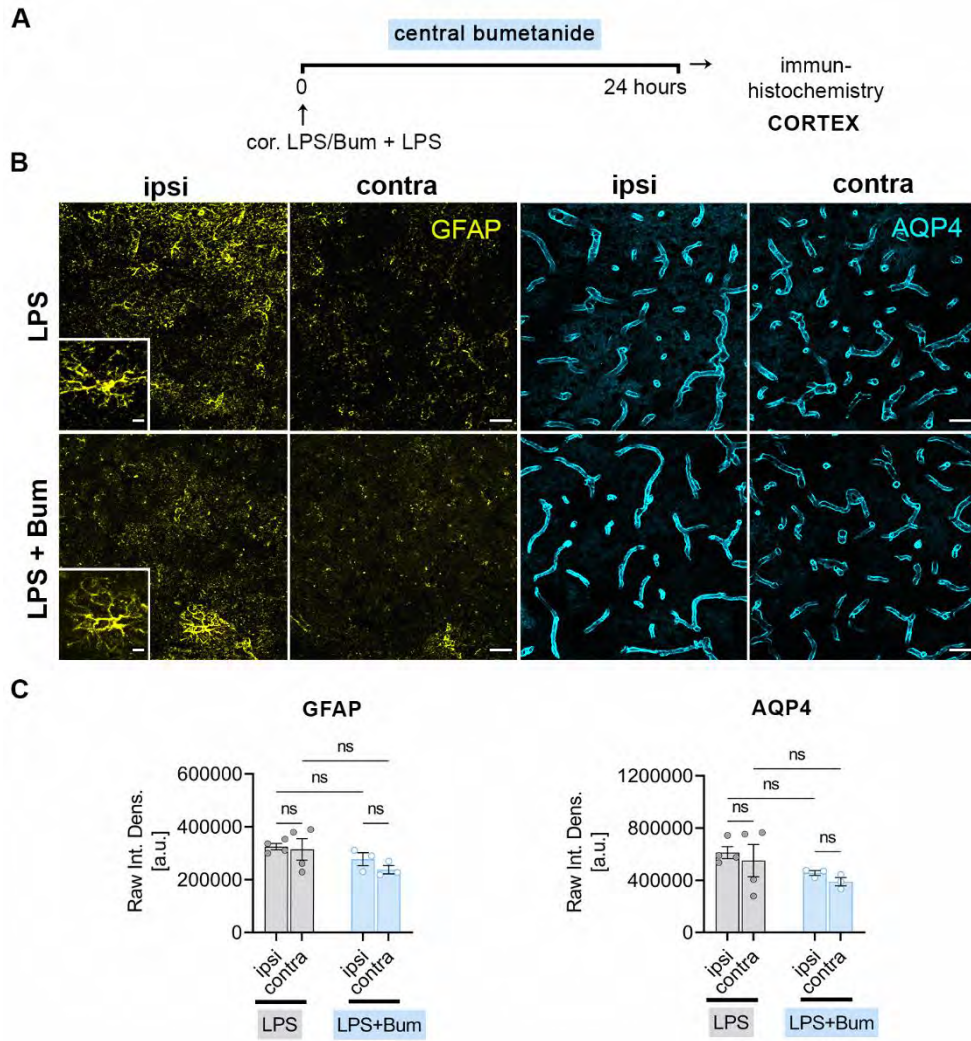 A
central bumetanide
0
24 hours
→
immun-
histochemistry
CORTEX
↑
cor. LPS/Bum + LPS
B
ipsi
contra
ipsi
contra
GFAP
AQP4
LPS
LPS + Bum
C
GFAP
Raw Int. Dens.
[a.u.]
600000
400000
200000
0
ns
ns
ns
ns
ipsi
contra
ipsi
contra
LPS
LPS+Bum
AQP4
Raw Int. Dens.
[a.u.]
1200000
800000
400000
0
ns
ns
ns
ns
ipsi
contra
ipsi
contra
LPS
LPS+Bum